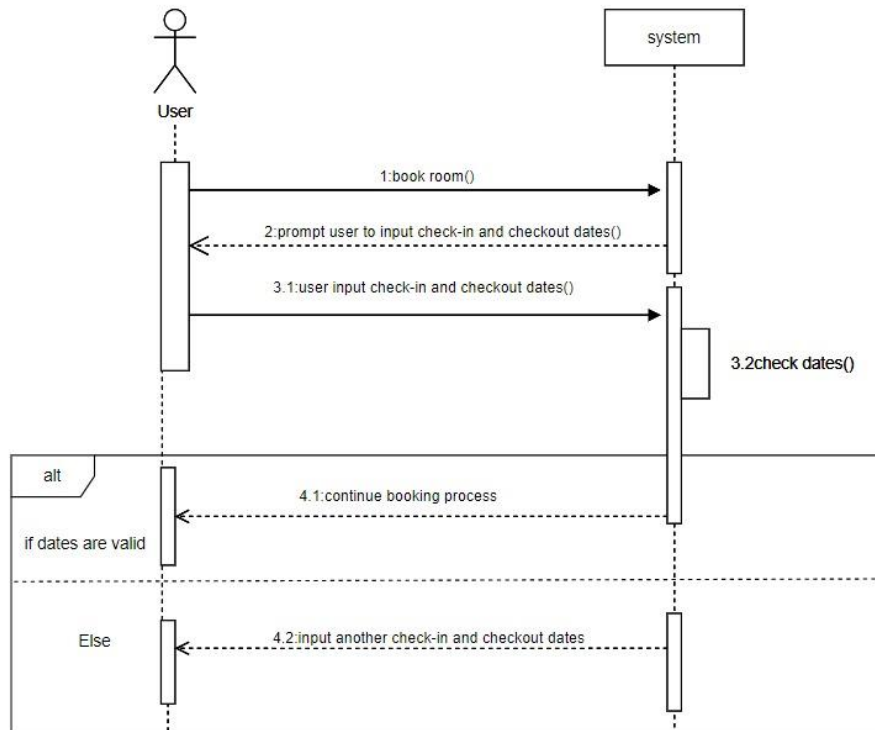 User
system
1:book room()
2:prompt user to input check-in and checkout dates()
3.1:user input check-in and checkout dates()
3.2check dates()
alt
4.1:continue booking process
if dates are valid
Else
4.2:input another check-in and checkout dates